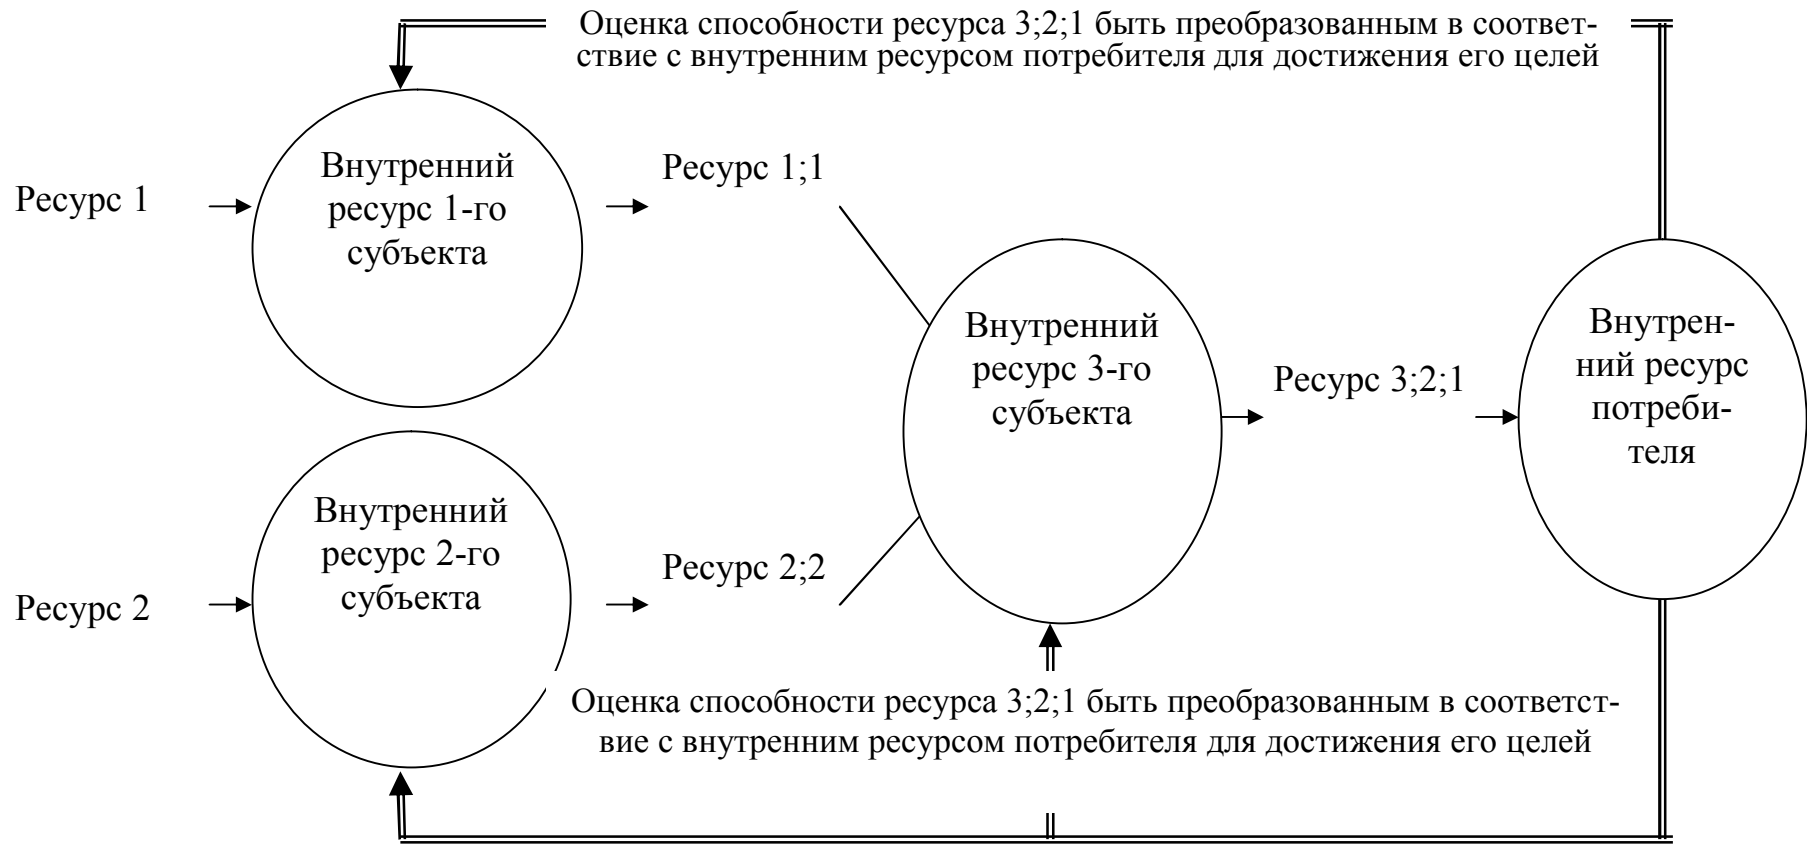 Оценка способности ресурса 3;2;1 быть преобразованным в соответ-
ствие с внутренним ресурсом потребителя для достижения его целей
Ресурс 1
Внутренний
ресурс 1-го
субъекта
Ресурс 1;1
Ресурс 2
Внутренний
ресурс 2-го
субъекта
Ресурс 2;2
Внутренний
ресурс 3-го
субъекта
Ресурс 3;2;1
Внутрен-
ний ресурс
потреби-
теля
Оценка способности ресурса 3;2;1 быть преобразованным в соответст-
вие с внутренним ресурсом потребителя для достижения его целей